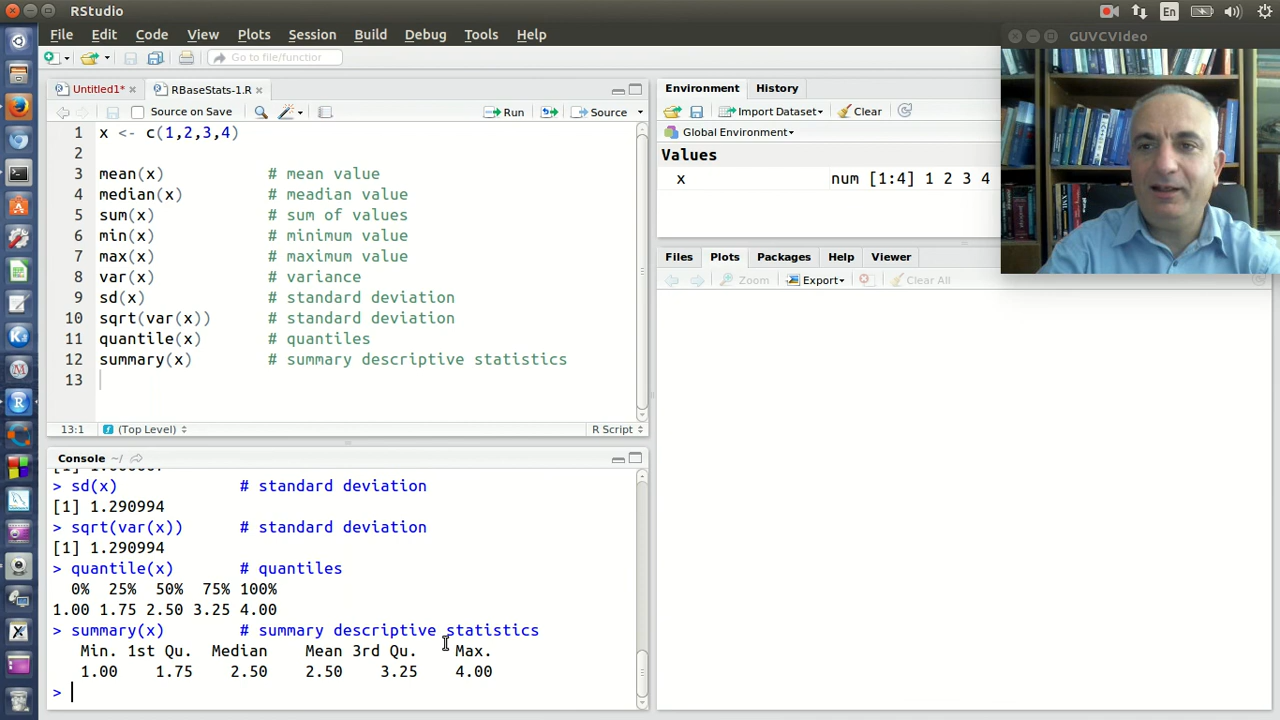 RStudio
En
File Edit Code View Plots Session Build Debug Tools Help
Go to file/functior
GUVCVIdeo
Untitled1* RBaseStats-1.R
Source on Save Run Source
1 x <- c(1,2,3,4)
2
3 mean(x) # mean value
4 median(x) # meadian value
5 sum(x) # sum of values
6 min(x) # minimum value
7 max(x) # maximum value
8 var(x) # variance
9 sd(x) # standard deviation
10 sqrt(var(x)) # standard deviation
11 quantile(x) # quantiles
12 summary(x) # summary descriptive statistics
13
13:1 (Top Level) R Script
Console ~/
> sd(x) # standard deviation
[1] 1.290994
> sqrt(var(x)) # standard deviation
[1] 1.290994
> quantile(x) # quantiles
0% 25% 50% 75% 100%
1.00 1.75 2.50 3.25 4.00
> summary(x) # summary descriptive statistics
Min. 1st Qu. Median Mean 3rd Qu. Max.
1.00 1.75 2.50 2.50 3.25 4.00
>
Environment History
Import Dataset Clear
Global Environment
Values
x num [1:4] 1 2 3 4
Files Plots Packages Help Viewer
Zoom Export Clear All